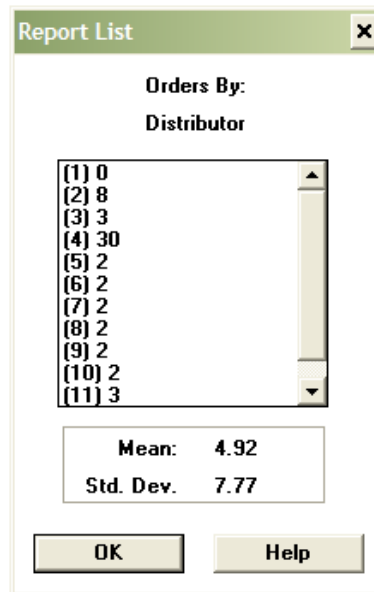 Report List
Orders By:
Distributor
(1) 0
(2) 8
(3) 3
(4) 30
(5) 2
(6) 2
(7) 2
(8) 2
(9) 2
(10) 2
(11) 3
Mean: 4.92
Std. Dev. 7.77
OK Help